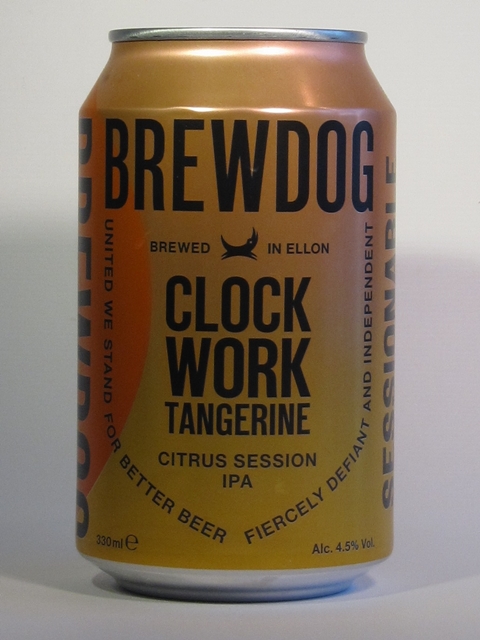 BREWDOG
BREWED IN ELLON
CLOCK
WORK
TANGERINE
CITRUS SESSION
IPA
UNITED WE STAND FOR BETTER BEER
FIERCELY DEFIANT AND INDEPENDENT
330ml ℮
Alc. 4.5% Vol.
BREWDOG
SESSIONABLE